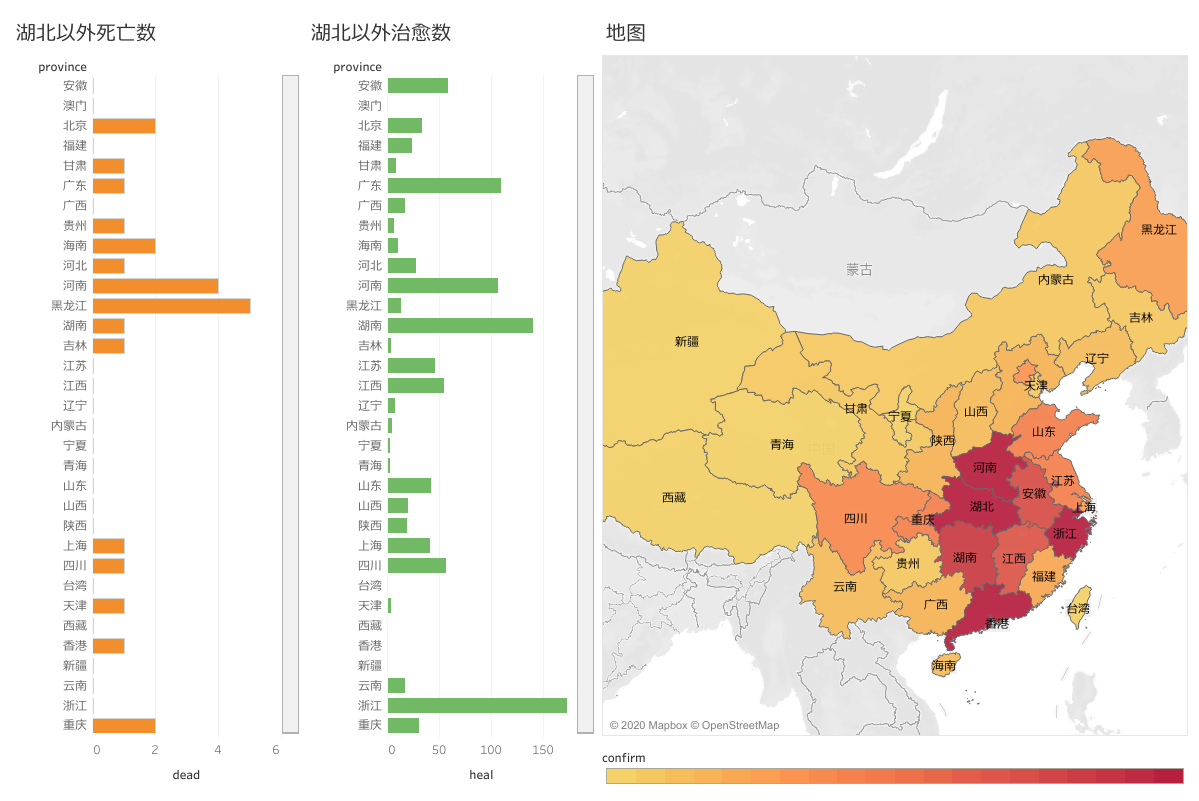 湖北以外死亡数
province
安徽
澳门
北京
福建
甘肃
广东
广西
贵州
海南
河北
河南
黑龙江
湖南
吉林
江苏
江西
辽宁
内蒙古
宁夏
青海
山东
山西
陕西
上海
四川
台湾
天津
西藏
香港
新疆
云南
浙江
重庆
0 2 4 6
dead
湖北以外治愈数
province
安徽
澳门
北京
福建
甘肃
广东
广西
贵州
海南
河北
河南
黑龙江
湖南
吉林
江苏
江西
辽宁
内蒙古
宁夏
青海
山东
山西
陕西
上海
四川
台湾
天津
西藏
香港
新疆
云南
浙江
重庆
0 50 100 150
heal
地图
黑龙江
蒙古
内蒙古
吉林
新疆
辽宁
天津
甘肃
宁夏
山西
山东
青海
中国
陕西
河南
江苏
西藏
安徽
湖北
上海
四川
重庆
浙江
湖南
江西
贵州
福建
云南
广西
台湾
香港
海南
© 2020 Mapbox © OpenStreetMap
confirm